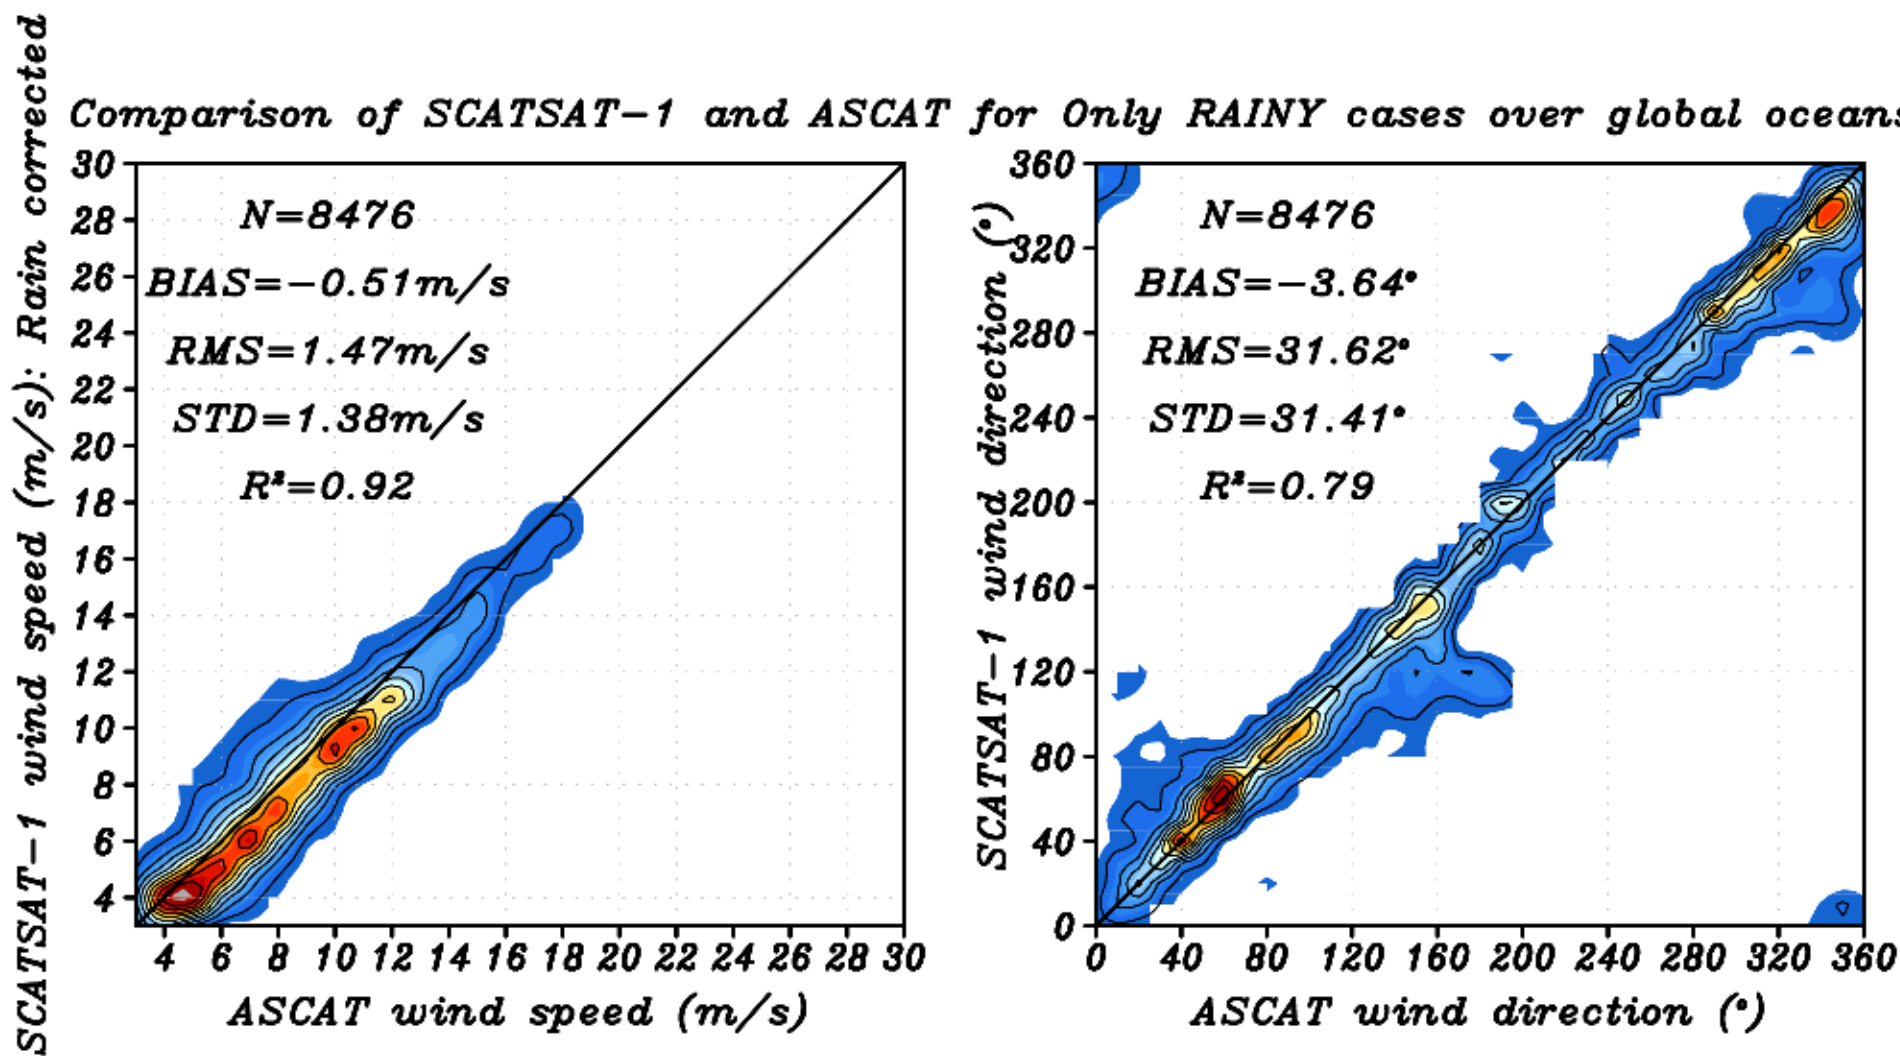 Comparison of SCATSAT-1 and ASCAT for Only RAINY cases over global oceans
SCATSAT-1 wind speed (m/s): Rain corrected
30
28
26
24
22
20
18
16
14
12
10
8
6
4
N=8476
BIAS=-0.51m/s
RMS=1.47m/s
STD=1.38m/s
R²=0.92
4 6 8 10 12 14 16 18 20 22 24 26 28 30
ASCAT wind speed (m/s)
SCATSAT-1 wind direction (°)
360
320
280
240
200
160
120
80
40
0
N=8476
BIAS=-3.64°
RMS=31.62°
STD=31.41°
R²=0.79
0 40 80 120 160 200 240 280 320 360
ASCAT wind direction (°)